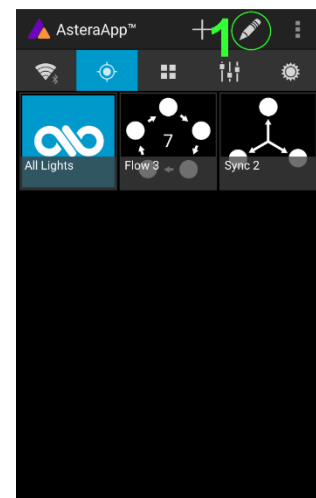 AsteraApp™
1
7
All Lights
Flow 3
Sync 2